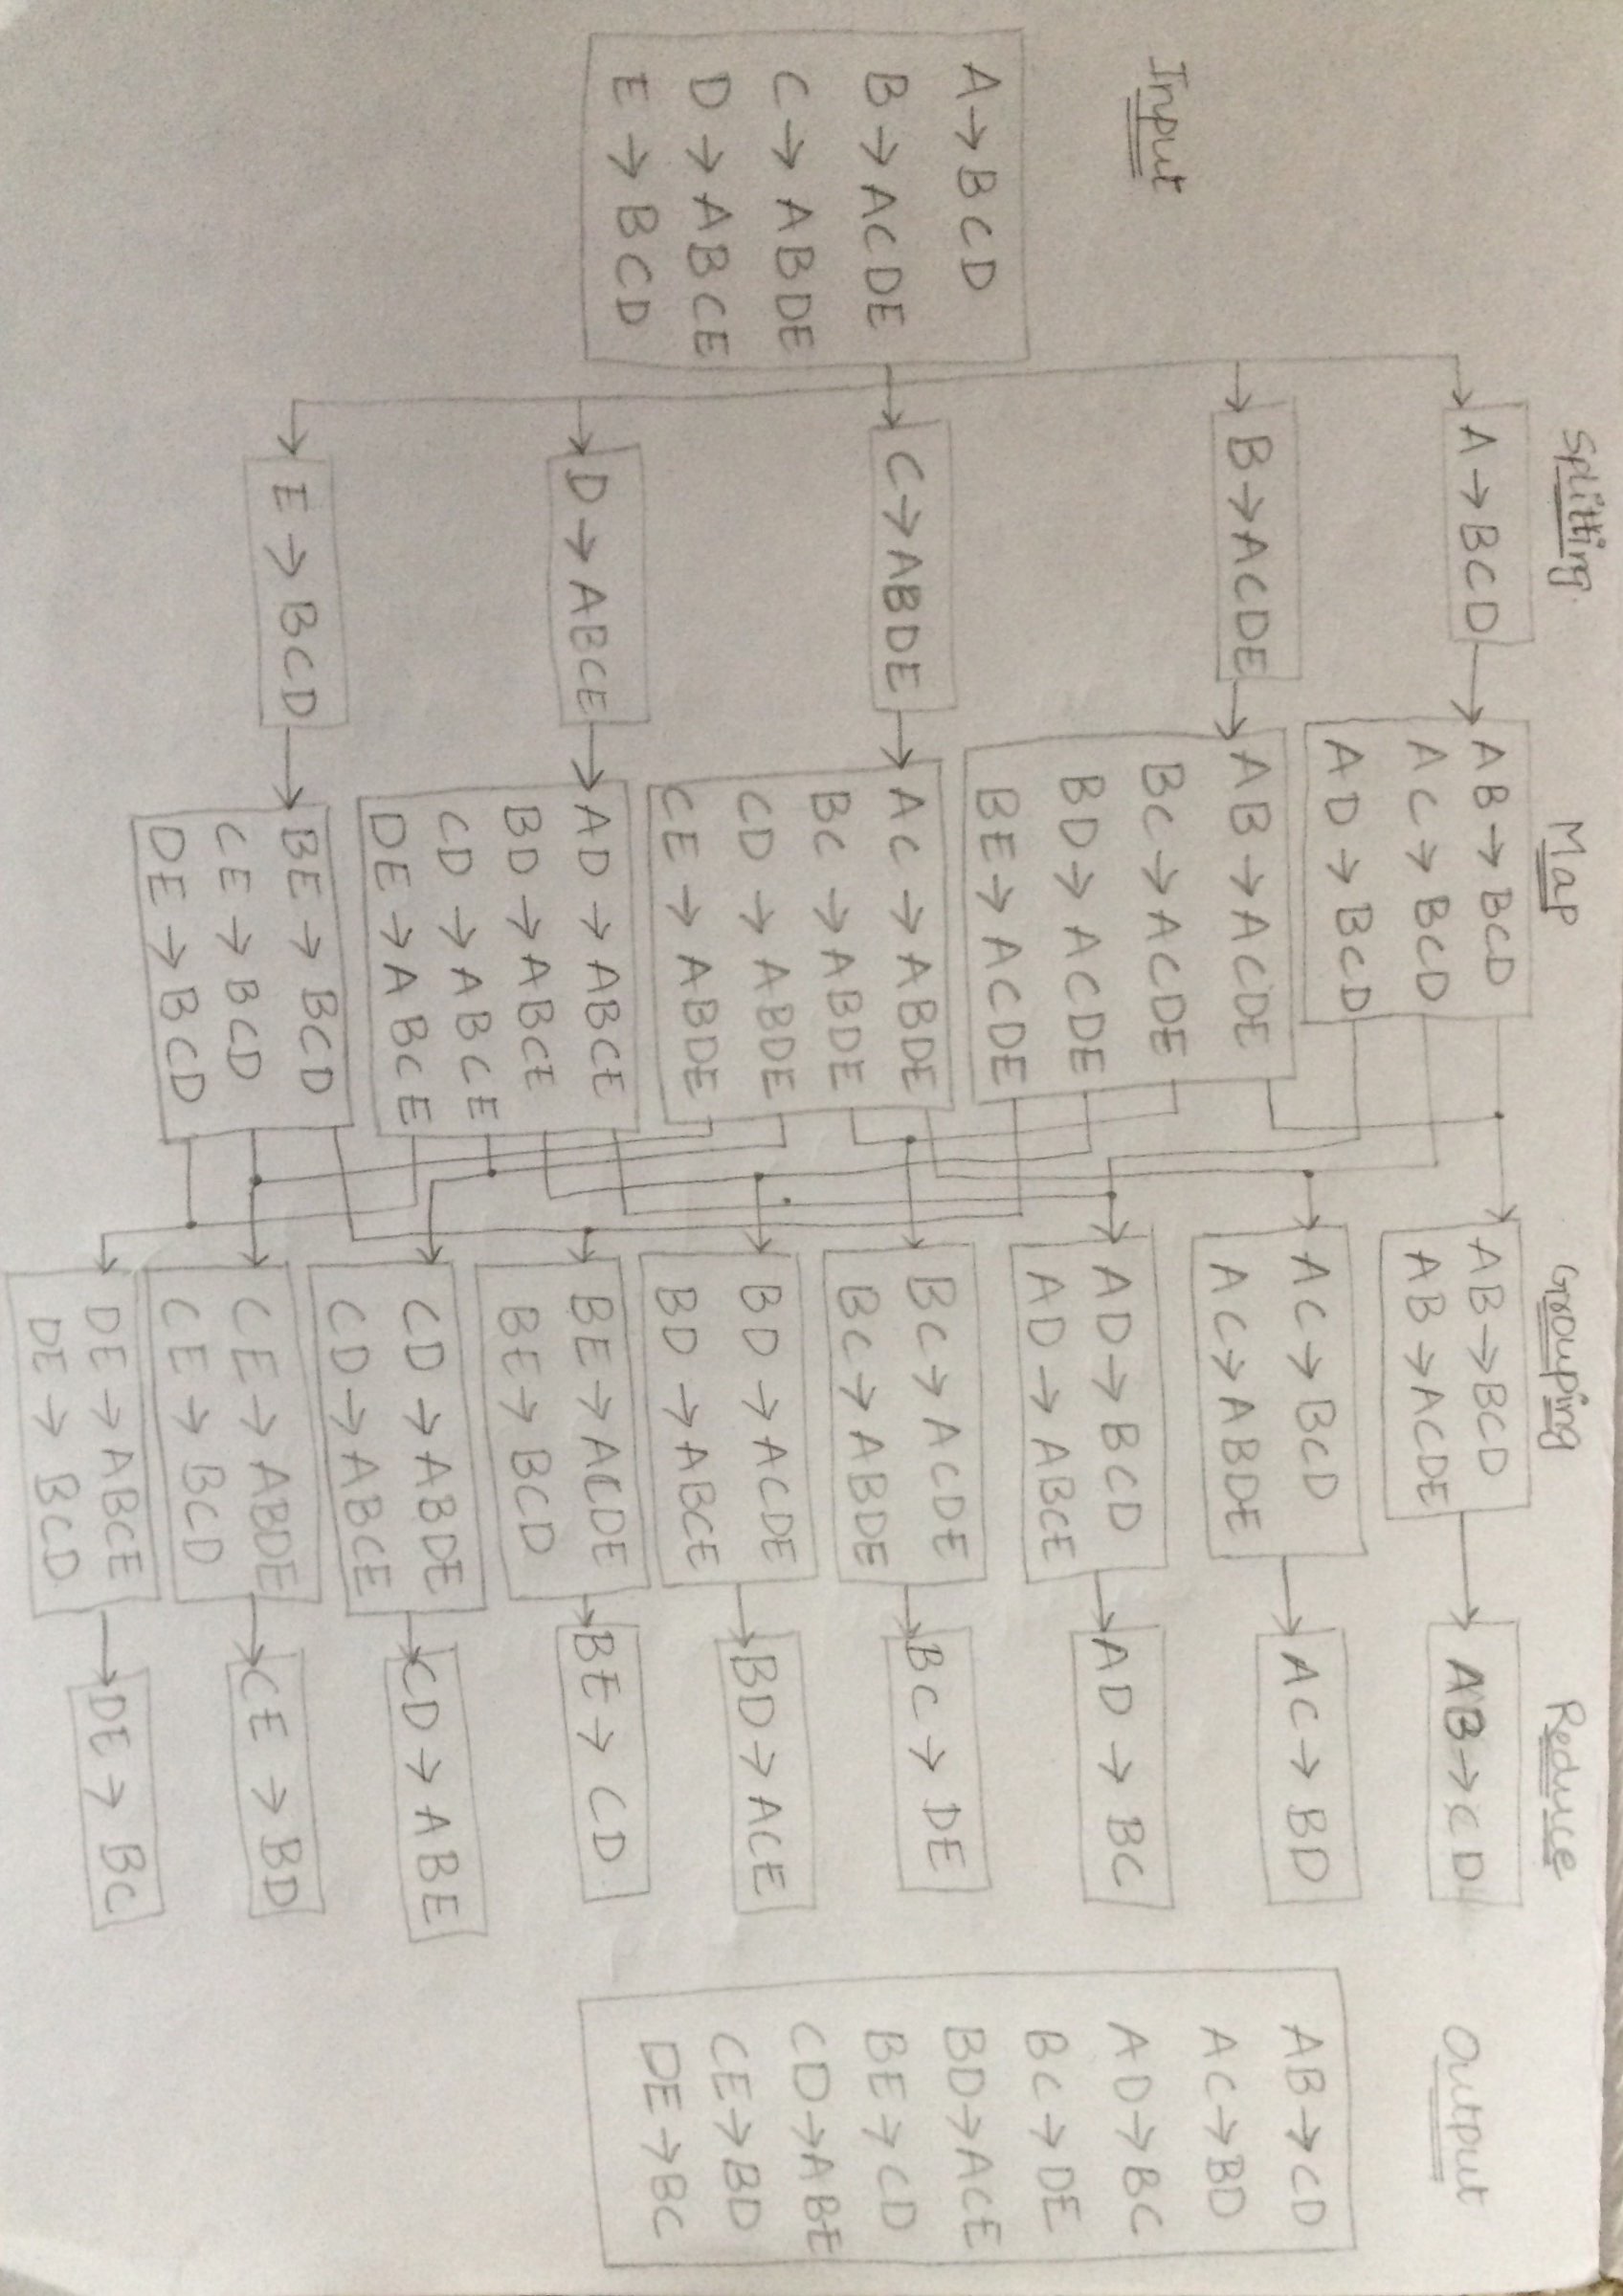 Splitting
Map
Grouping
Reduce
Input
Output
A → BCD
B → ACDE
C → ABDE
D → ABCE
E → BCD
A → BCD
B → ACDE
C → ABDE
D → ABCE
E → BCD
AB → BCD
AC → BCD
AD → BCD
AB → ACDE
BC → ACDE
BD → ACDE
BE → ACDE
AC → ABDE
BC → ABDE
CD → ABDE
CE → ABDE
AD → ABCE
BD → ABCE
CD → ABCE
DE → ABCE
BE → BCD
CE → BCD
DE → BCD
AB → BCD
AB → ACDE
AC → BCD
AC → ABDE
AD → BCD
AD → ABCE
BC → ACDE
BC → ABDE
BD → ACDE
BD → ABCE
BE → ACDE
BE → BCD
CD → ABDE
CD → ABCE
CE → ABDE
CE → BCD
DE → ABCE
DE → BCD
AB → CD
AC → BD
AD → BC
BC → DE
BD → ACE
BE → CD
CD → ABE
CE → BD
DE → BC
AB → CD
AC → BD
AD → BC
BC → DE
BD → ACE
BE → CD
CD → ABE
CE → BD
DE → BC